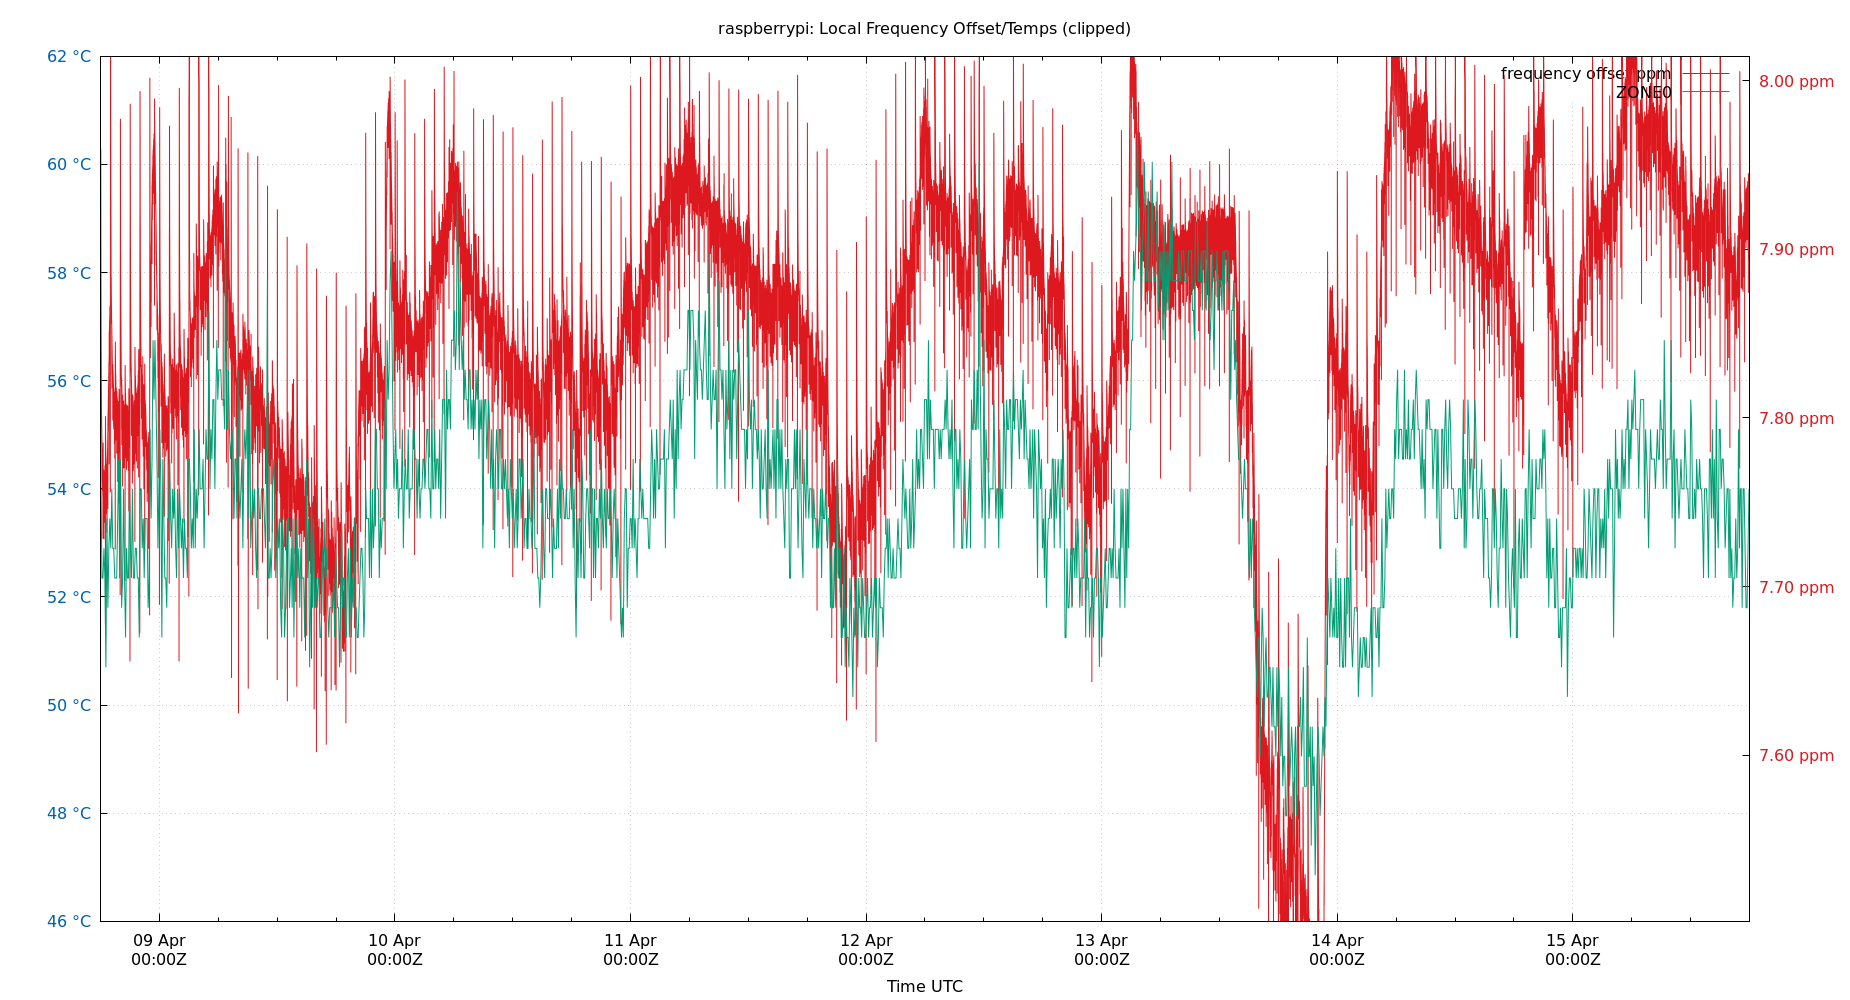 raspberrypi: Local Frequency Offset/Temps (clipped)
62 °C
60 °C
58 °C
56 °C
54 °C
52 °C
50 °C
48 °C
46 °C
frequency offset ppm
ZONE0
8.00 ppm
7.90 ppm
7.80 ppm
7.70 ppm
7.60 ppm
09 Apr
00:00Z
10 Apr
00:00Z
11 Apr
00:00Z
12 Apr
00:00Z
13 Apr
00:00Z
14 Apr
00:00Z
15 Apr
00:00Z
Time UTC